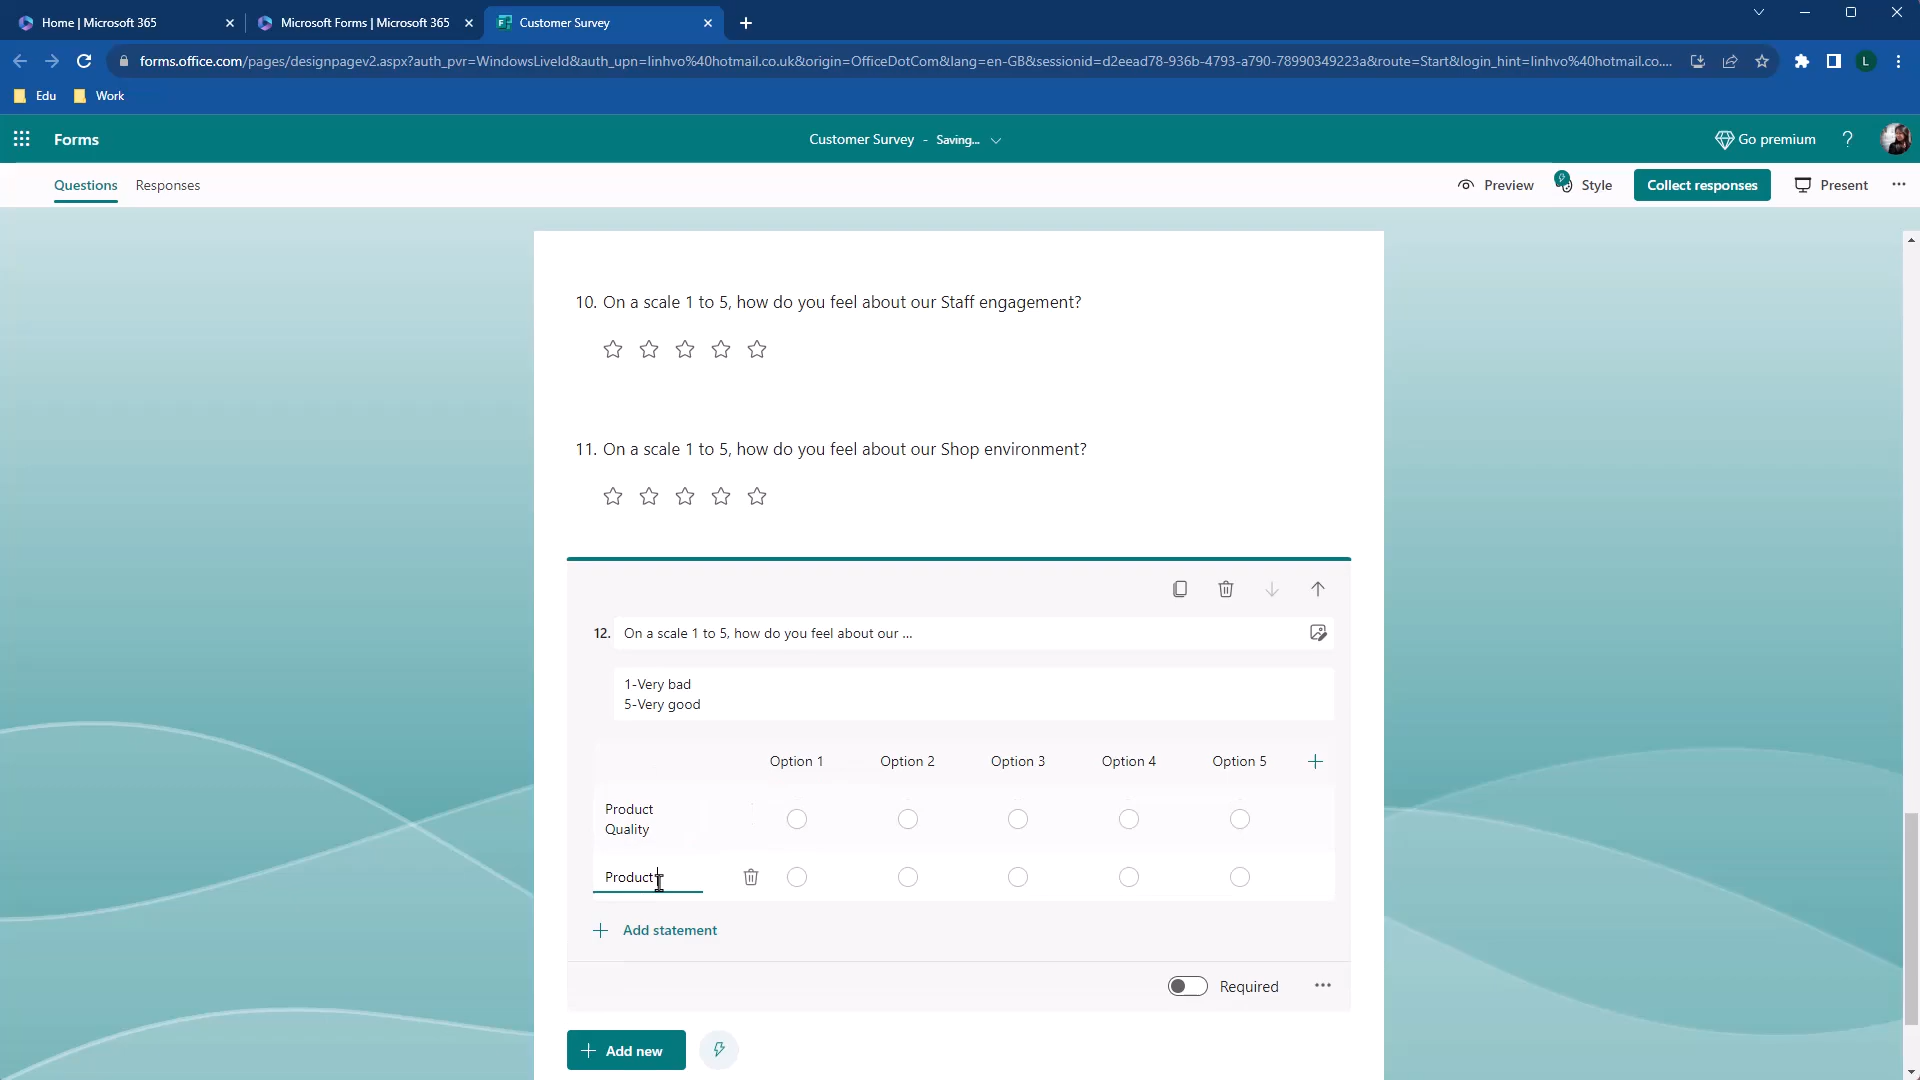 Home | Microsoft 365
Microsoft Forms | Microsoft 365
Customer Survey
forms.office.com/pages/designpagev2.aspx?auth_pvr=WindowsLiveId&auth_upn=linhvo%40hotmail.co.uk&origin=OfficeDotCom&lang=en-GB&sessionid=d2eead78-936b-4793-a790-78990349223a&route=Start&login_hint=linhvo%40hotmail.co....
L
Edu
Work
Forms
Customer Survey - Saving...
Go premium
?
Questions
Responses
Preview
Style
Collect responses
Present
10. On a scale 1 to 5, how do you feel about our Staff engagement?
11. On a scale 1 to 5, how do you feel about our Shop environment?
12. On a scale 1 to 5, how do you feel about our ...
1-Very bad
5-Very good
Option 1
Option 2
Option 3
Option 4
Option 5
Product
Quality
Product
Add statement
Required
Add new